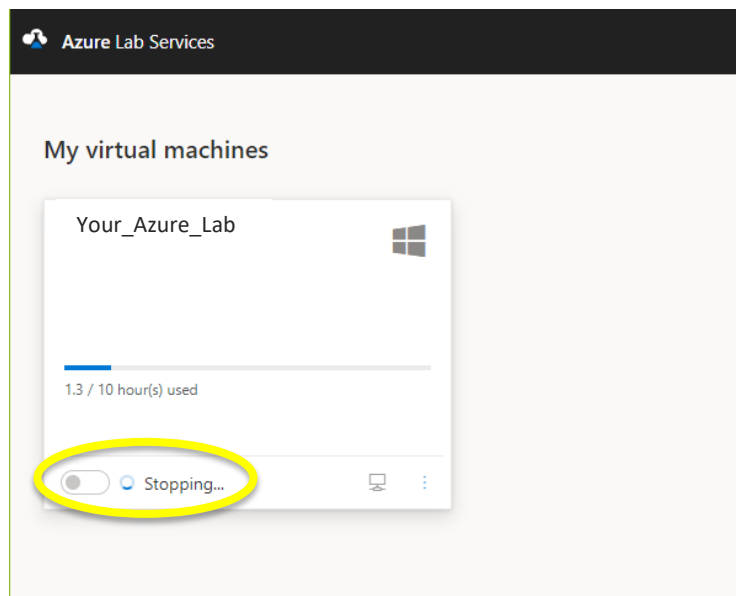 Azure Lab Services
My virtual machines
Your_Azure_Lab
1.3 / 10 hour(s) used
Stopping...